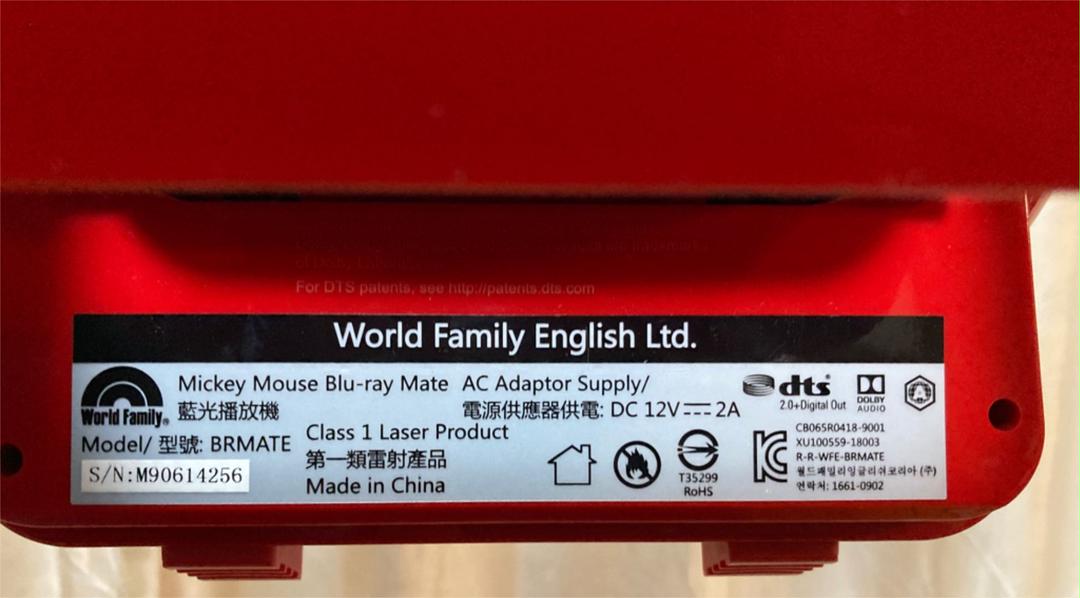 For DTS patents, see http://patents.dts.com
World Family English Ltd.
World Family®
Mickey Mouse Blu-ray Mate
藍光播放機
Model/ 型號: BRMATE
S/N:M90614256
AC Adaptor Supply/
電源供應器供電: DC 12V⎓2A
Class 1 Laser Product
第一類雷射產品
Made in China
dts®
2.0+Digital Out
DOLBY
AUDIO
T35299
RoHS
CB065R0418-9001
XU100559-18003
R-R-WFE-BRMATE
월드패밀리잉글리쉬코리아 (주)
연락처: 1661-0902